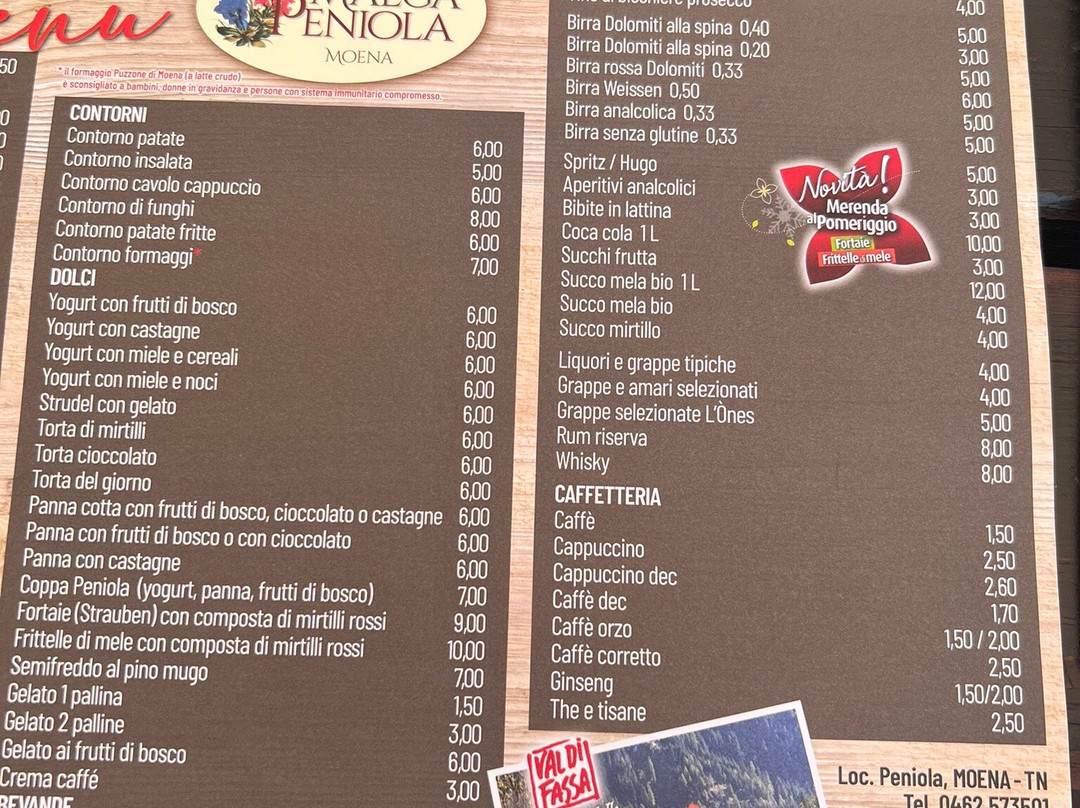 enu
MALGA
PENIOLA
MOENA
* il formaggio Puzzone di Moena (a latte crudo)
è sconsigliato a bambini, donne in gravidanza e persone con sistema immunitario compromesso.
50
0
0
CONTORNI
Contorno patate 6,00
Contorno insalata 5,00
Contorno cavolo cappuccio 6,00
Contorno di funghi 8,00
Contorno patate fritte 6,00
Contorno formaggi* 7,00
DOLCI
Yogurt con frutti di bosco 6,00
Yogurt con castagne 6,00
Yogurt con miele e cereali 6,00
Yogurt con miele e noci 6,00
Strudel con gelato 6,00
Torta di mirtilli 6,00
Torta cioccolato 6,00
Torta del giorno 6,00
Panna cotta con frutti di bosco, cioccolato o castagne 6,00
Panna con frutti di bosco o con cioccolato 6,00
Panna con castagne 6,00
Coppa Peniola (yogurt, panna, frutti di bosco) 7,00
Fortaie (Strauben) con composta di mirtilli rossi 9,00
Frittelle di mele con composta di mirtilli rossi 10,00
Semifreddo al pino mugo 7,00
Gelato 1 pallina 1,50
Gelato 2 palline 3,00
Gelato ai frutti di bosco 6,00
Crema caffé 3,00
BEVANDE
bicchiere prosecco 4,00
Birra Dolomiti alla spina 0,40 5,00
Birra Dolomiti alla spina 0,20 3,00
Birra rossa Dolomiti 0,33 5,00
Birra Weissen 0,50 6,00
Birra analcolica 0,33 5,00
Birra senza glutine 0,33 5,00
Spritz / Hugo 5,00
Aperitivi analcolici 3,00
Bibite in lattina 3,00
Coca cola 1 L 10,00
Succhi frutta 3,00
Succo mela bio 1 L 12,00
Succo mela bio 4,00
Succo mirtillo 4,00
Liquori e grappe tipiche 4,00
Grappe e amari selezionati 4,00
Grappe selezionate L'Ònes 5,00
Rum riserva 8,00
Whisky 8,00
Novità!
Merenda
al Pomeriggio
Fortaie
Frittelle di mele
CAFFETTERIA
Caffè 1,50
Cappuccino 2,50
Cappuccino dec 2,60
Caffè dec 1,70
Caffè orzo 1,50 / 2,00
Caffè corretto 2,50
Ginseng 1,50/2,00
The e tisane 2,50
VAL DI
FASSA
Loc. Peniola, MOENA - TN
Tel. 0462 573501